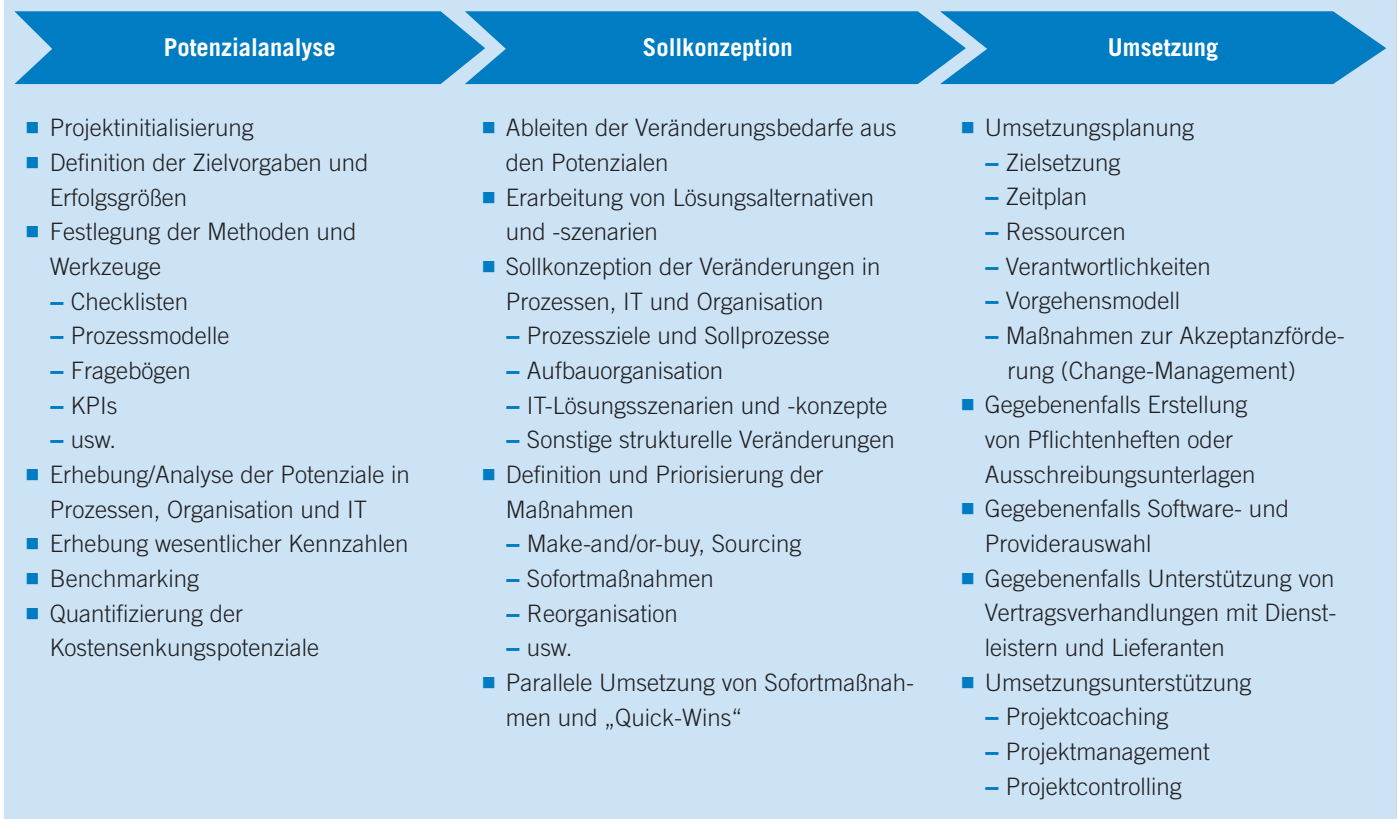 Potenzialanalyse
■ Projektinitialisierung
■ Definition der Zielvorgaben und
Erfolgsgrößen
■ Festlegung der Methoden und
Werkzeuge
– Checklisten
– Prozessmodelle
– Fragebögen
– KPIs
– usw.
■ Erhebung/Analyse der Potenziale in
Prozessen, Organisation und IT
■ Erhebung wesentlicher Kennzahlen
■ Benchmarking
■ Quantifizierung der
Kostensenkungspotenziale
Sollkonzeption
■ Ableiten der Veränderungsbedarfe aus
den Potenzialen
■ Erarbeitung von Lösungsalternativen
und -szenarien
■ Sollkonzeption der Veränderungen in
Prozessen, IT und Organisation
– Prozessziele und Sollprozesse
– Aufbauorganisation
– IT-Lösungsszenarien und -konzepte
– Sonstige strukturelle Veränderungen
■ Definition und Priorisierung der
Maßnahmen
– Make-and/or-buy, Sourcing
– Sofortmaßnahmen
– Reorganisation
– usw.
■ Parallele Umsetzung von Sofortmaßnah-
men und „Quick-Wins“
Umsetzung
■ Umsetzungsplanung
– Zielsetzung
– Zeitplan
– Ressourcen
– Verantwortlichkeiten
– Vorgehensmodell
– Maßnahmen zur Akzeptanzförde-
rung (Change-Management)
■ Gegebenenfalls Erstellung
von Pflichtenheften oder
Ausschreibungsunterlagen
■ Gegebenenfalls Software- und
Providerauswahl
■ Gegebenenfalls Unterstützung von
Vertragsverhandlungen mit Dienst-
leistern und Lieferanten
■ Umsetzungsunterstützung
– Projektcoaching
– Projektmanagement
– Projektcontrolling